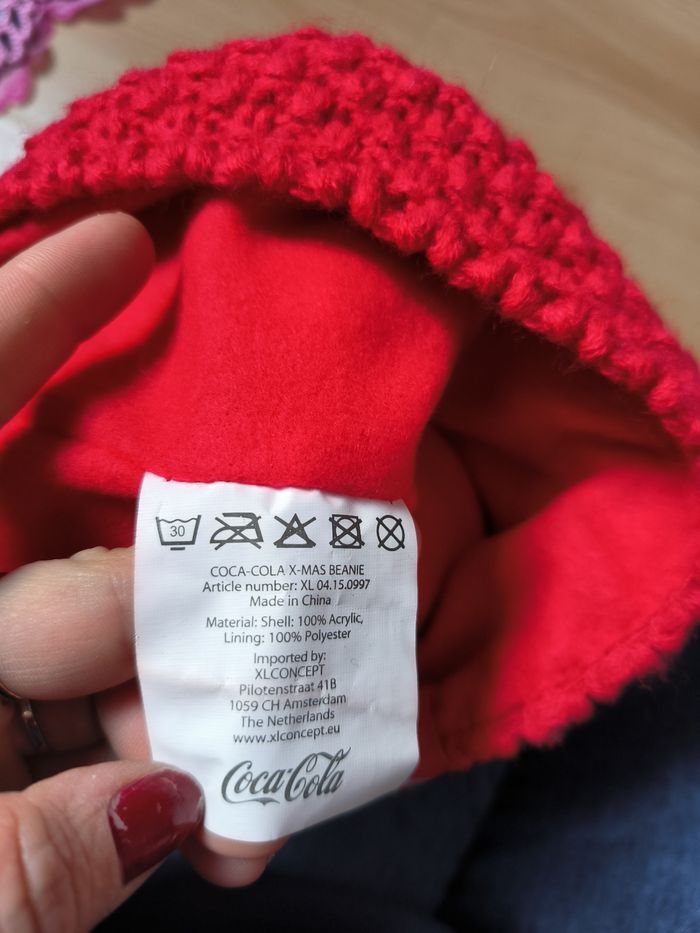 30
COCA-COLA X-MAS BEANIE
Article number: XL 04.15.0997
Made in China
Material: Shell: 100% Acrylic,
Lining: 100% Polyester
Imported by:
XLCONCEPT
Pilotenstraat 41B
1059 CH Amsterdam
The Netherlands
www.xlconcept.eu
Coca-Cola